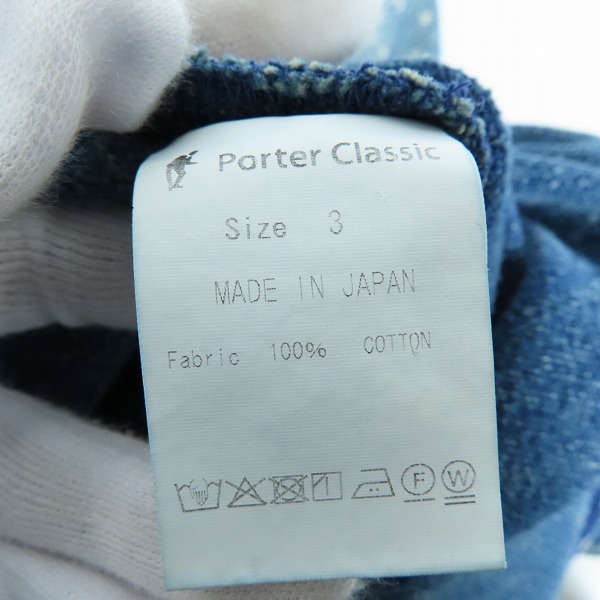 Porter Classic
Size 3
MADE IN JAPAN
Fabric 100% COTTON
F W